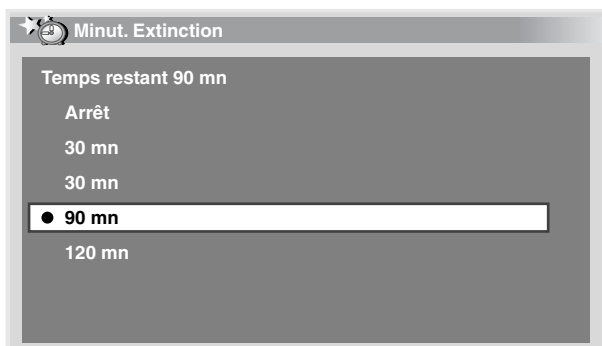 Minut. Extinction
Temps restant 90 mn
Arrêt
30 mn
30 mn
90 mn
120 mn